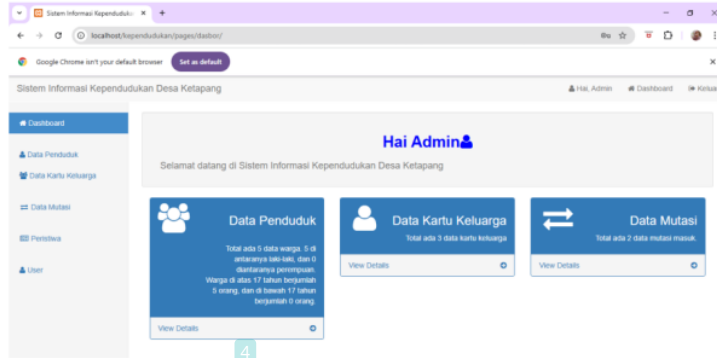 Sistem Informasi Kependuduk
localhost/kependudukan/pages/dasbor/
Google Chrome isn't your default browser
Set as default
Sistem Informasi Kependudukan Desa Ketapang
Hai, Admin
Dashboard
Kelua
Dashboard
Data Penduduk
Data Kartu Keluarga
Data Mutasi
Peristiwa
User
Hai Admin
Selamat datang di Sistem Informasi Kependudukan Desa Ketapang
Data Penduduk
Total ada 5 data warga. 5 di
antaranya laki-laki, dan 0
diantaranya perempuan.
Warga di atas 17 tahun berjumlah
5 orang, dan di bawah 17 tahun
berjumlah 0 orang.
View Details
Data Kartu Keluarga
Total ada 3 data kartu keluarga
View Details
Data Mutasi
Total ada 2 data mutasi masuk.
View Details
4